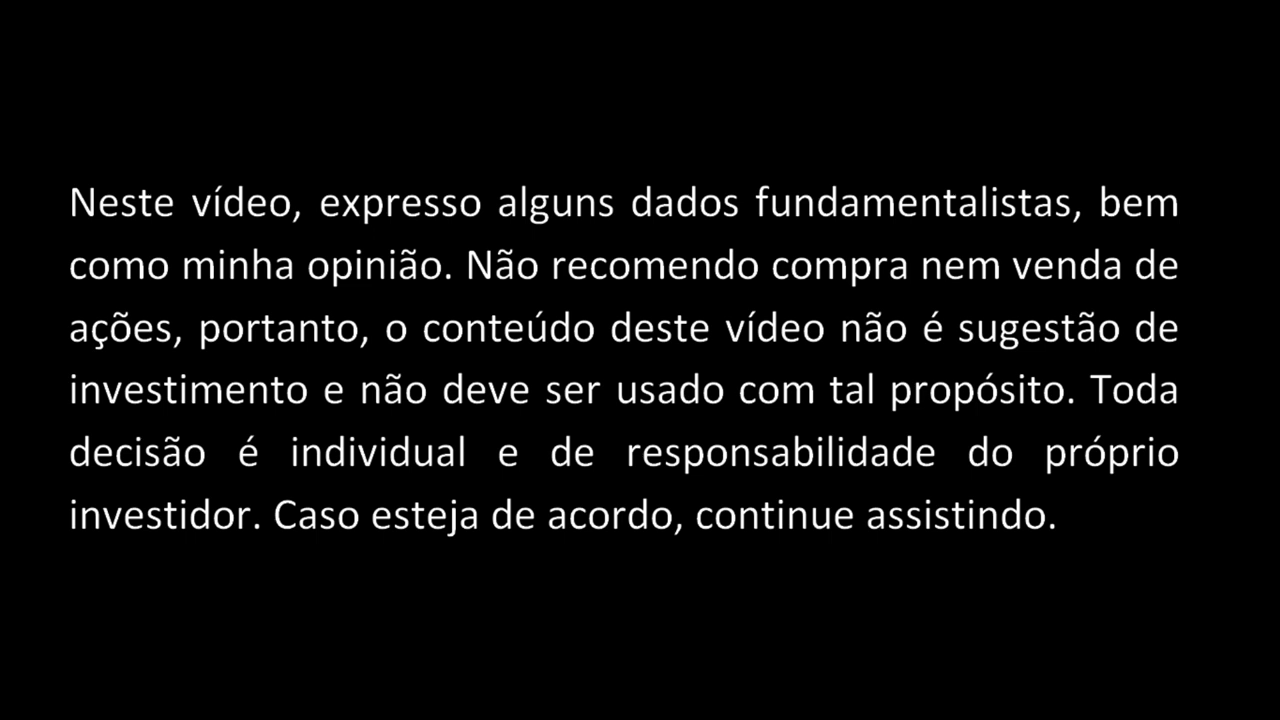 Neste vídeo, expresso alguns dados fundamentalistas, bem
como minha opinião. Não recomendo compra nem venda de
ações, portanto, o conteúdo deste vídeo não é sugestão de
investimento e não deve ser usado com tal propósito. Toda
decisão é individual e de responsabilidade do próprio
investidor. Caso esteja de acordo, continue assistindo.